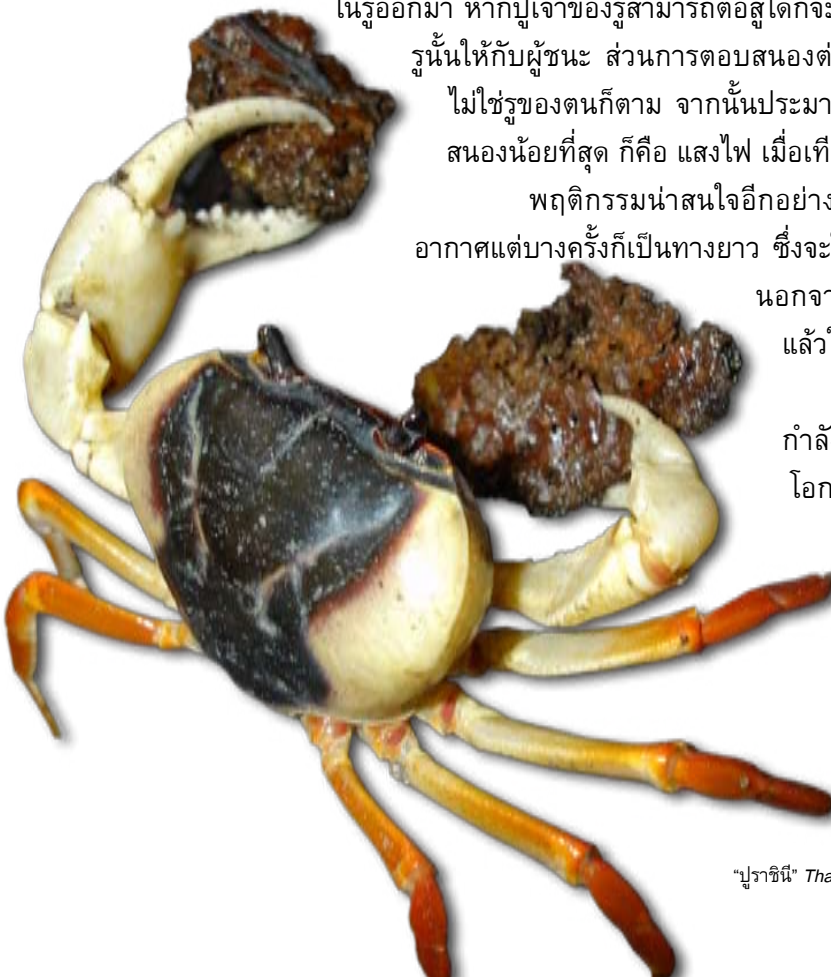 ในรูออกมา หากปูเจ้าของรูสามารถต่อสู้ได้ก็จะ
รูนั้นให้กับผู้ชนะ ส่วนการตอบสนองต่
ไม่ใช่รูของตนก็ตาม จากนั้นประมา
สนองน้อยที่สุด ก็คือ แสงไฟ เมื่อเที
พฤติกรรมน่าสนใจอีกอย่าง
อากาศแต่บางครั้งก็เป็นทางยาว ซึ่งจะ
นอกจา
แล้ว
กำลั
โอก
“ปูราชินี” Tha